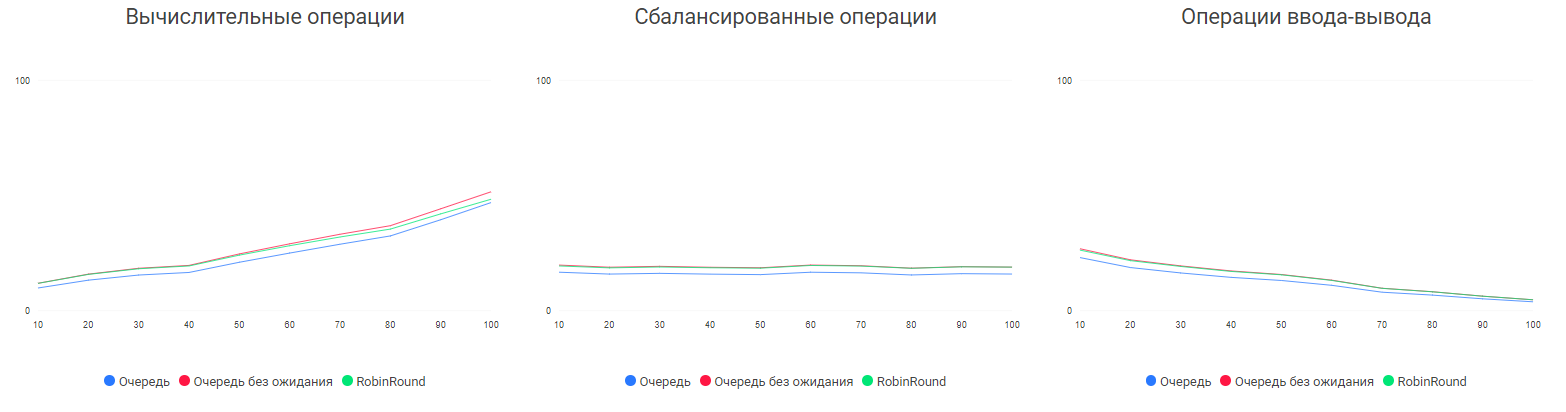 Вычислительные операции
100
0
10 20 30 40 50 60 70 80 90 100
Очередь Очередь без ожидания RobinRound
Сбалансированные операции
100
0
10 20 30 40 50 60 70 80 90 100
Очередь Очередь без ожидания RobinRound
Операции ввода-вывода
100
0
10 20 30 40 50 60 70 80 90 100
Очередь Очередь без ожидания RobinRound